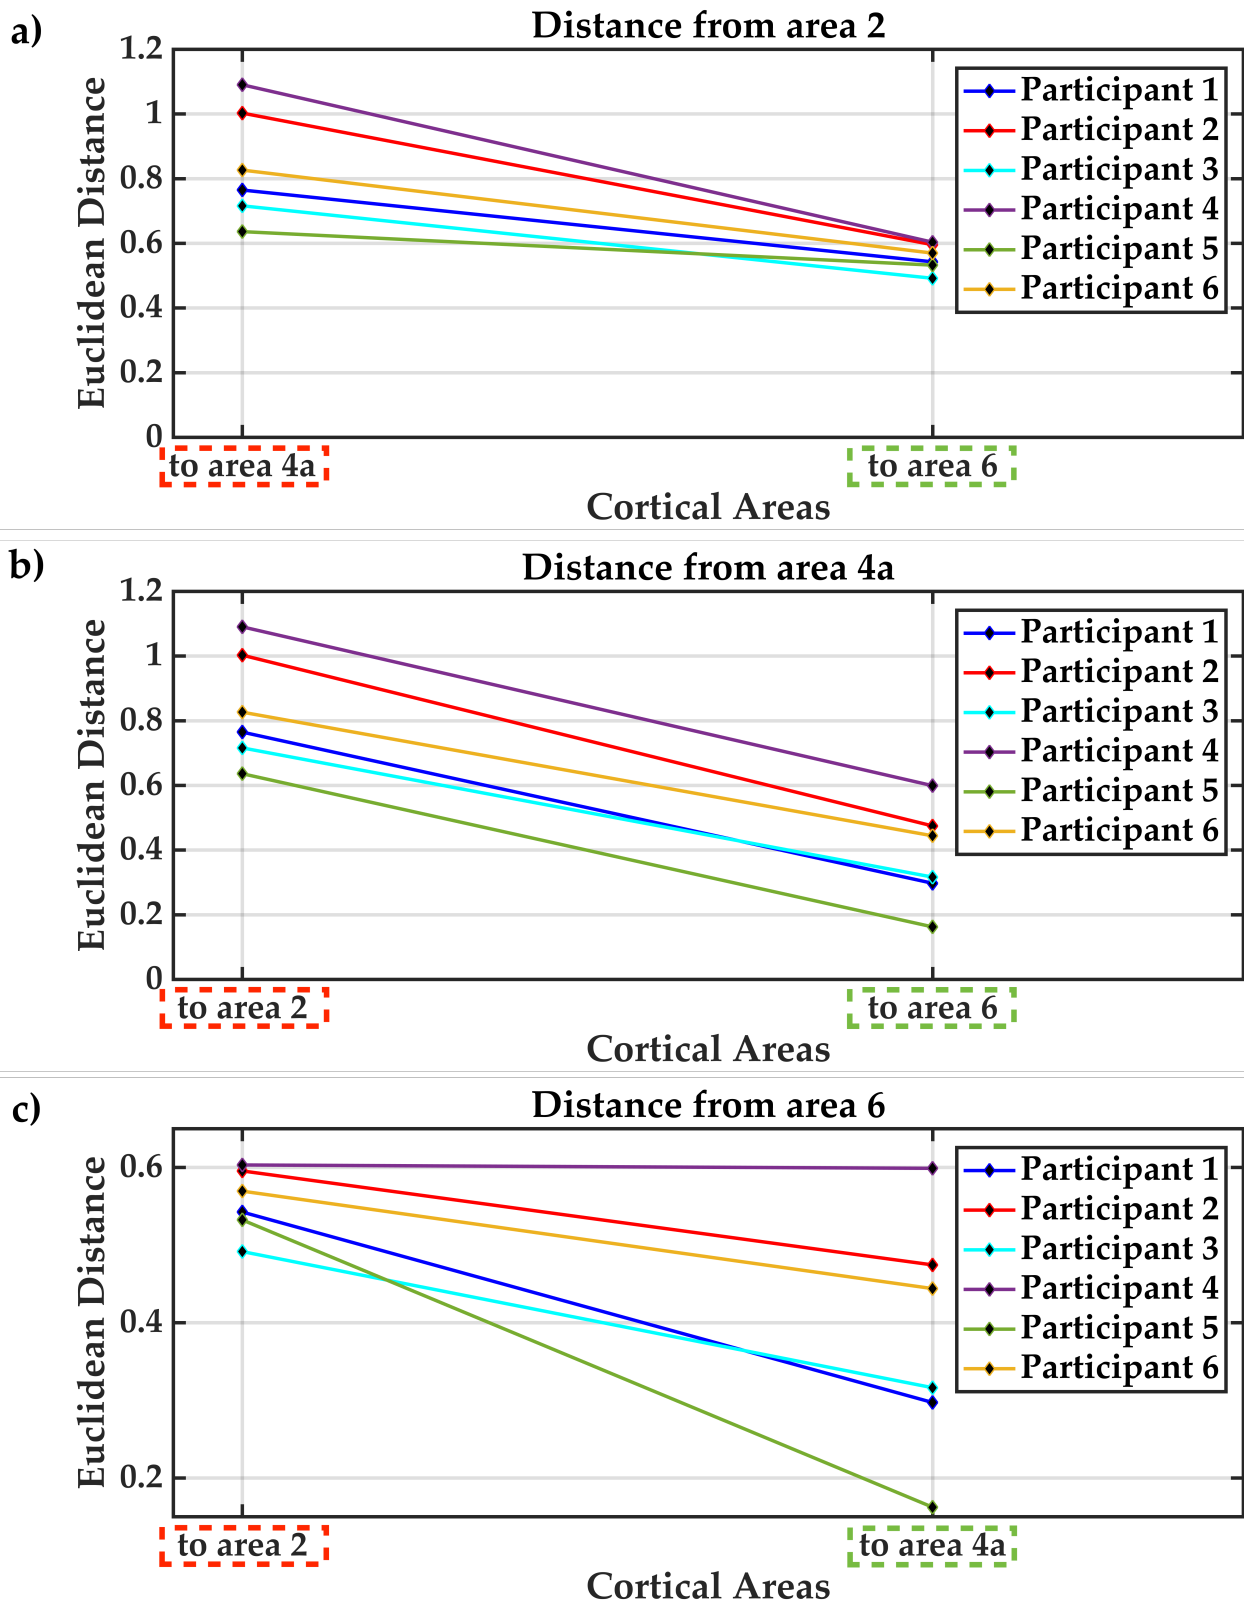 a)
Distance from area 2
Euclidean Distance
1.2
1
0.8
0.6
0.4
0.2
0
Participant 1
Participant 2
Participant 3
Participant 4
Participant 5
Participant 6
to area 4a
to area 6
Cortical Areas
b)
Distance from area 4a
Euclidean Distance
1.2
1
0.8
0.6
0.4
0.2
0
Participant 1
Participant 2
Participant 3
Participant 4
Participant 5
Participant 6
to area 2
to area 6
Cortical Areas
c)
Distance from area 6
Euclidean Distance
0.6
0.4
0.2
Participant 1
Participant 2
Participant 3
Participant 4
Participant 5
Participant 6
to area 2
to area 4a
Cortical Areas